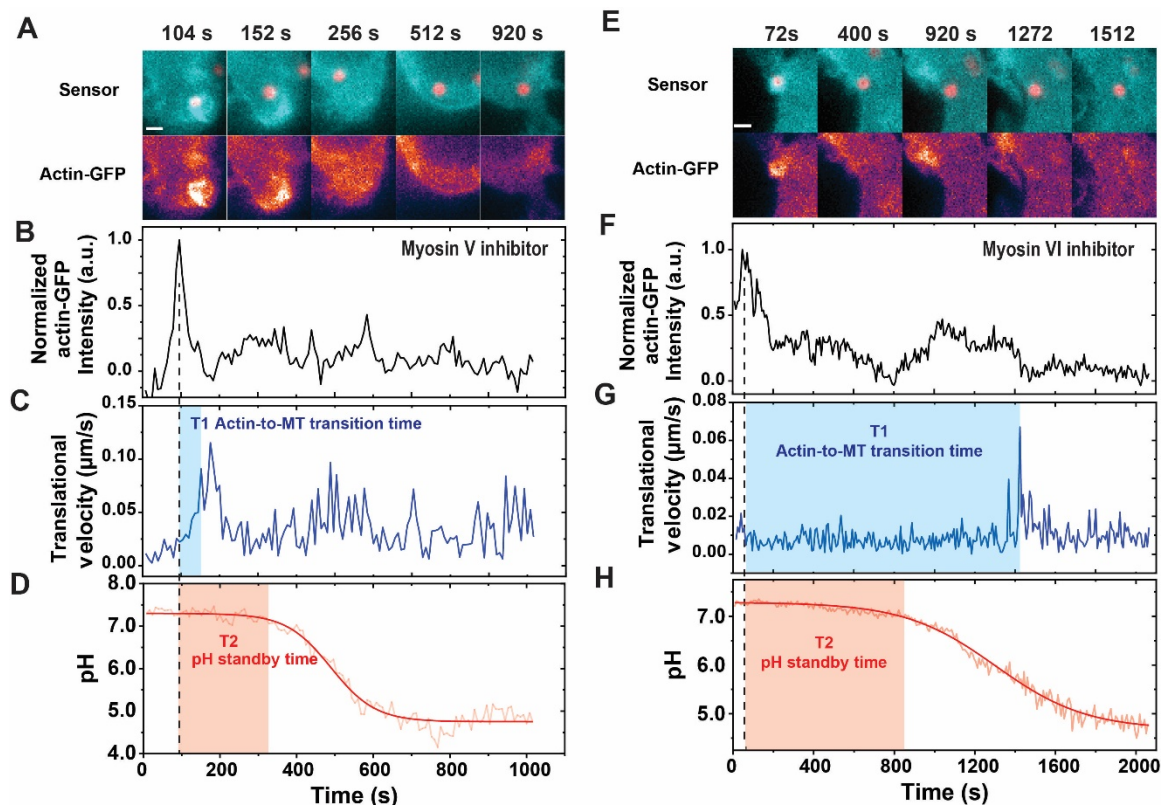 A
104 s 152 s 256 s 512 s 920 s
Sensor
Actin-GFP
B
Myosin V inhibitor
Normalized
actin-GFP
Intensity (a.u.)
1.0
0.5
0.0
C
T1 Actin-to-MT transition time
Translational
velocity (µm/s)
0.15
0.10
0.05
0.00
D
T2
pH standby time
pH
8.0
7.0
6.0
5.0
4.0
0 200 400 600 800 1000
Time (s)
E
72s 400 s 920 s 1272 1512
Sensor
Actin-GFP
F
Myosin VI inhibitor
Normalized
actin-GFP
Intensity (a.u.)
1.0
0.5
0.0
G
T1
Actin-to-MT transition time
Translational
velocity (µm/s)
0.08
0.06
0.04
0.02
0.00
H
T2
pH standby time
pH
7.0
6.0
5.0
0 400 800 1200 1600 2000
Time (s)